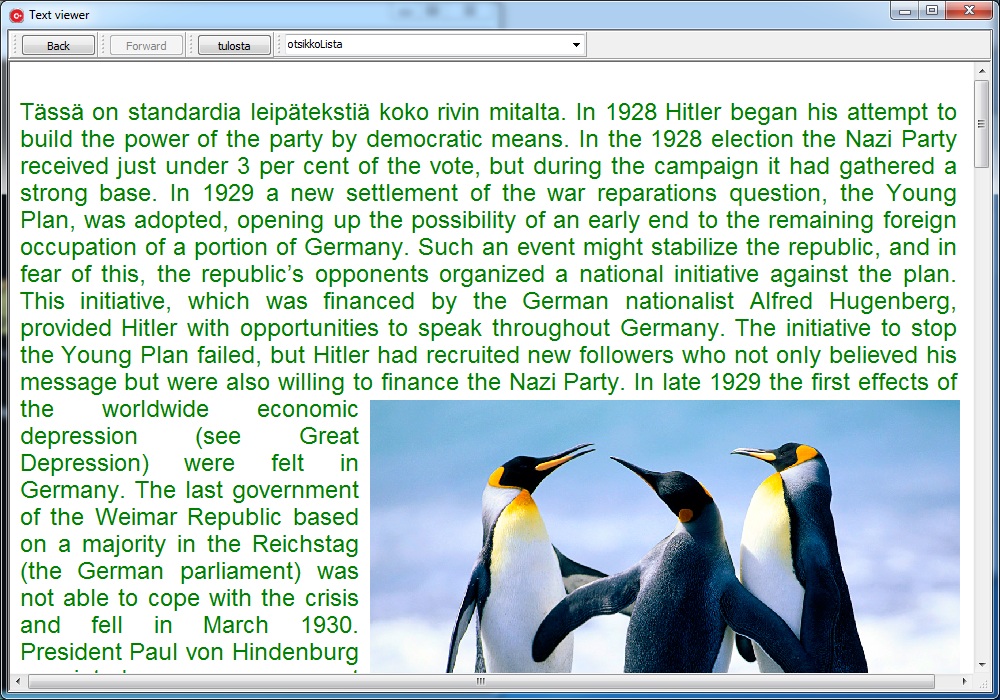 Text viewer
Back Forward tulosta otsikkoLista
Tässä on standardia leipätekstiä koko rivin mitalta. In 1928 Hitler began his attempt to
build the power of the party by democratic means. In the 1928 election the Nazi Party
received just under 3 per cent of the vote, but during the campaign it had gathered a
strong base. In 1929 a new settlement of the war reparations question, the Young
Plan, was adopted, opening up the possibility of an early end to the remaining foreign
occupation of a portion of Germany. Such an event might stabilize the republic, and in
fear of this, the republic’s opponents organized a national initiative against the plan.
This initiative, which was financed by the German nationalist Alfred Hugenberg,
provided Hitler with opportunities to speak throughout Germany. The initiative to stop
the Young Plan failed, but Hitler had recruited new followers who not only believed his
message but were also willing to finance the Nazi Party. In late 1929 the first effects of
the worldwide economic
depression (see Great
Depression) were felt in
Germany. The last government
of the Weimar Republic based
on a majority in the Reichstag
(the German parliament) was
not able to cope with the crisis
and fell in March 1930.
President Paul von Hindenburg